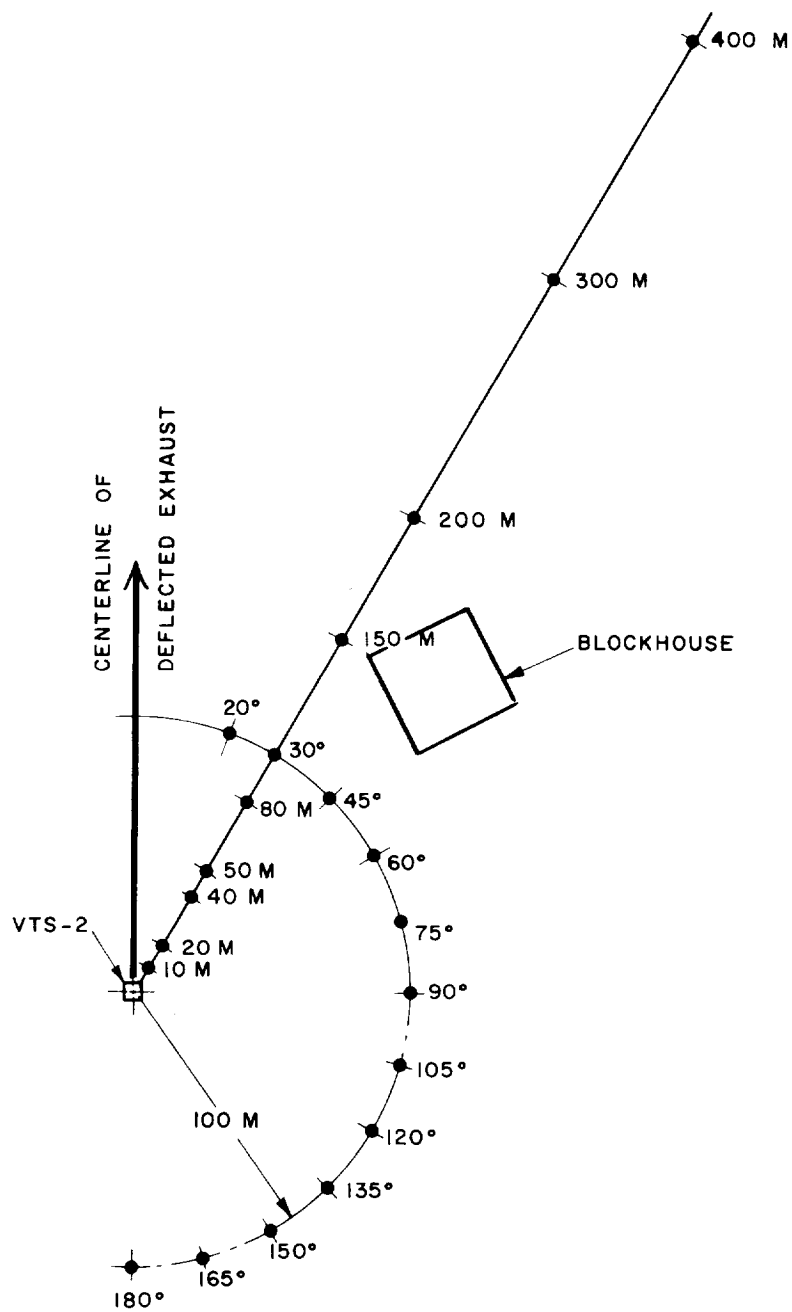 400 M
300 M
200 M
CENTERLINE OF
DEFLECTED EXHAUST
150 M
BLOCKHOUSE
20°
30°
80 M
45°
60°
50 M
40 M
VTS-2
75°
20 M
10 M
90°
105°
100 M
120°
135°
150°
165°
180°